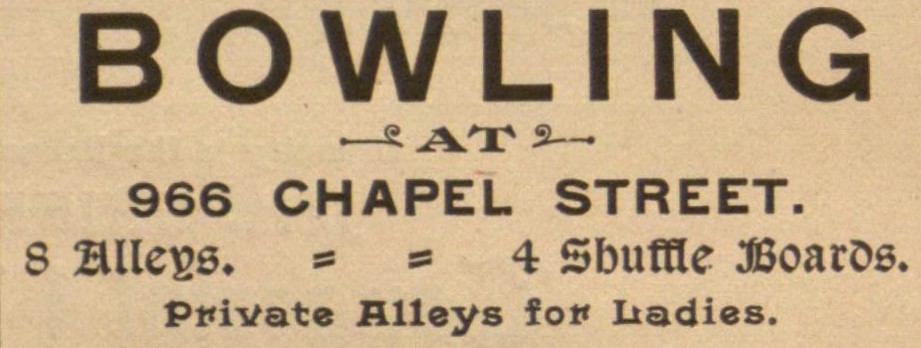 BOWLING
AT
966 CHAPEL STREET.
8 Alleys. = = 4 Shuffle Boards.
Private Alleys for Ladies.